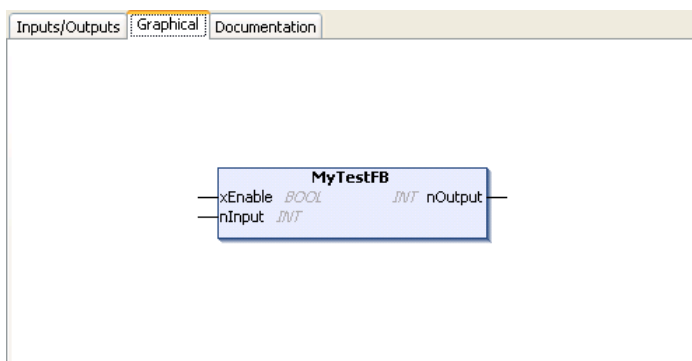 Inputs/Outputs Graphical Documentation
MyTestFB
xEnable BOOL INT nOutput
nInput INT